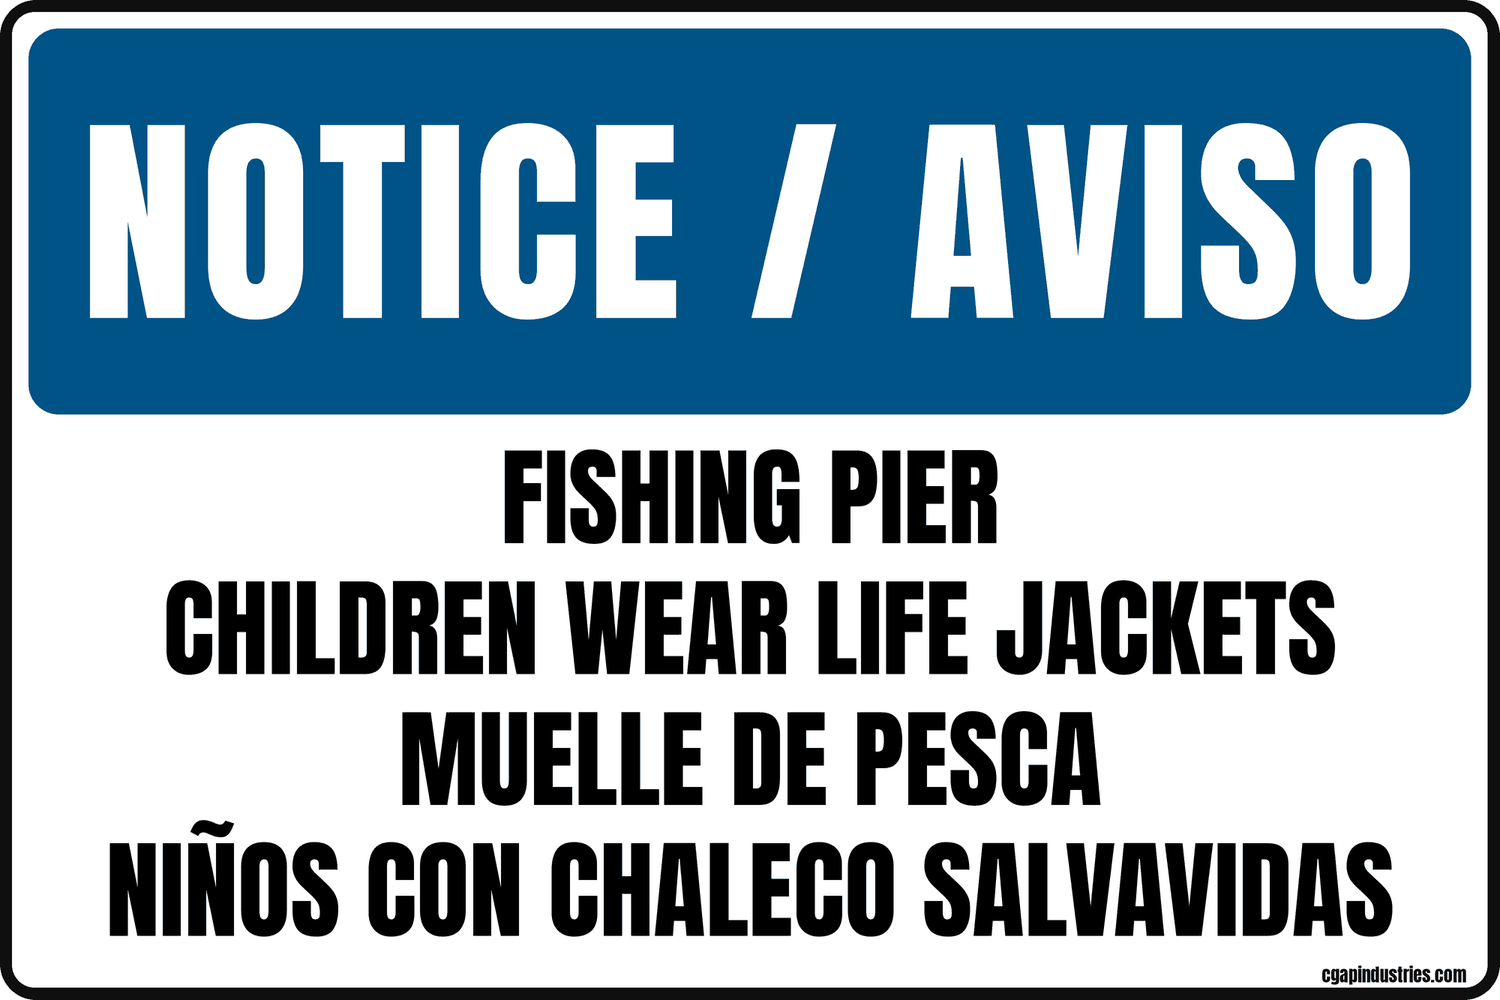 NOTICE / AVISO
FISHING PIER
CHILDREN WEAR LIFE JACKETS
MUELLE DE PESCA
NIÑOS CON CHALECO SALVAVIDAS
cgapindustries.com